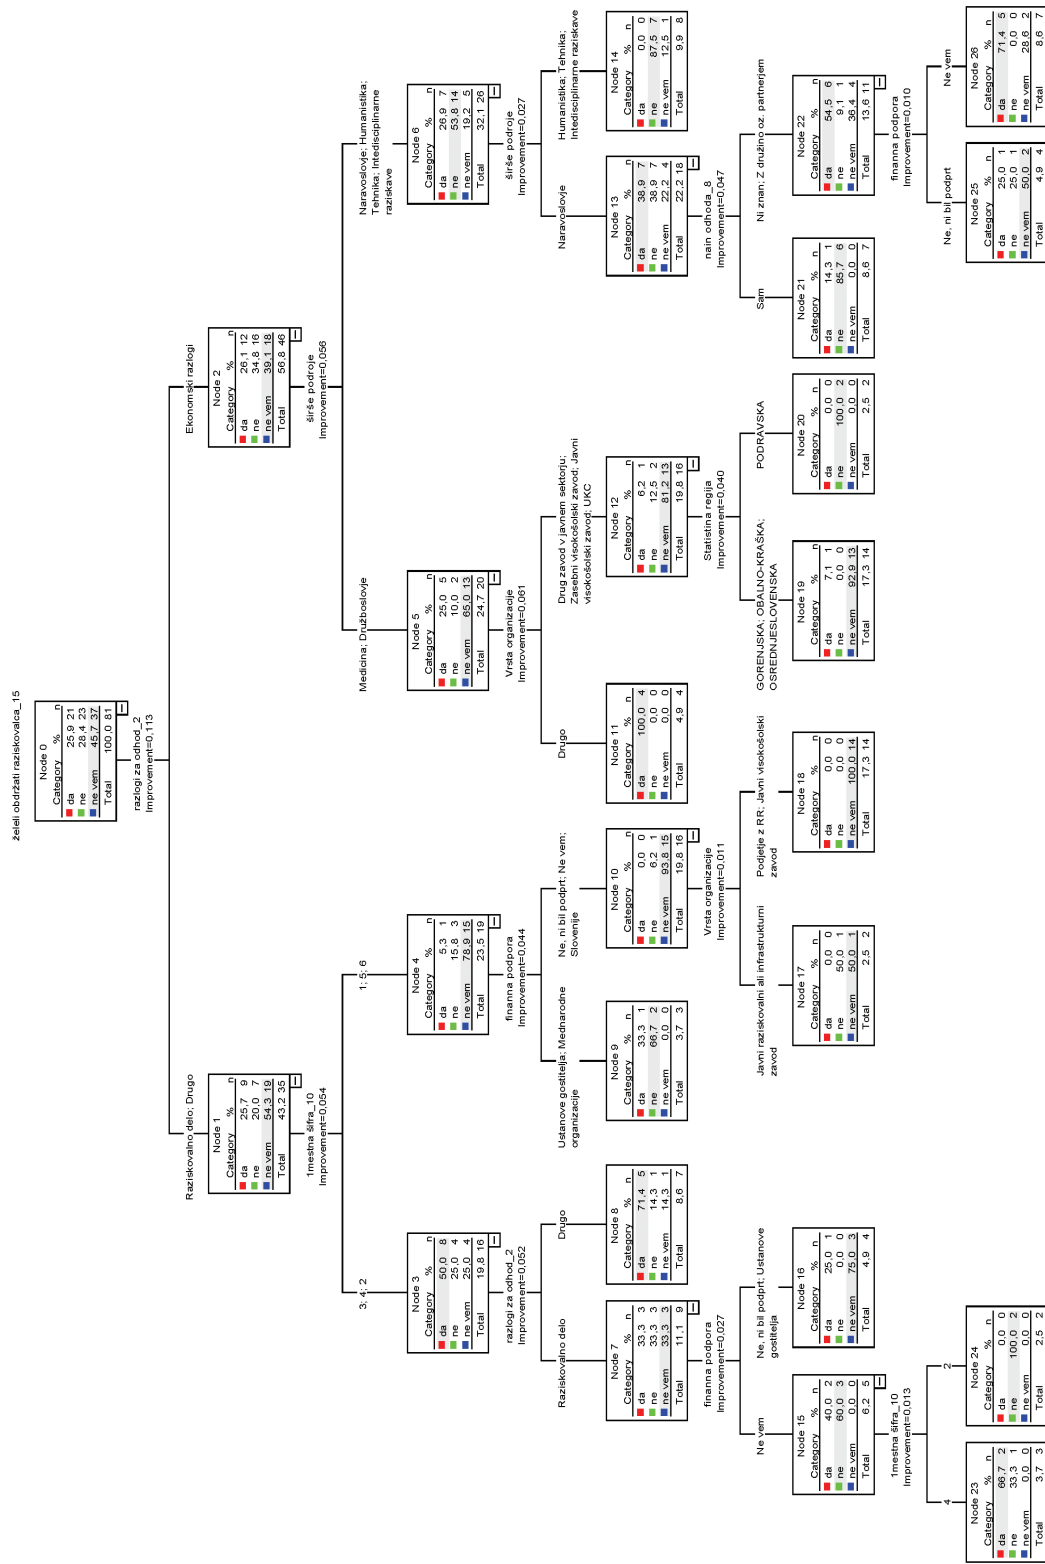 želeli obdržati raziskovalca_15
Node 0
Category % n
da 25,9 21
ne 28,4 23
ne vem 45,7 37
Total 100,0 81
razlogi za odhod_2
Improvement=0,113
Raziskovalno delo; Drugo
Node 1
Category % n
da 25,7 9
ne 20,0 7
ne vem 54,3 19
Total 43,2 35
1mestna šifra_10
Improvement=0,054
Ekonomski razlogi
Node 2
Category % n
da 26,1 12
ne 34,8 16
ne vem 39,1 18
Total 56,8 46
širše podroje
Improvement=0,056
3; 4; 2
Node 3
Category % n
da 50,0 8
ne 25,0 4
ne vem 25,0 4
Total 19,8 16
razlogi za odhod_2
Improvement=0,052
1; 5; 6
Node 4
Category % n
da 5,3 1
ne 15,8 3
ne vem 78,9 15
Total 23,5 19
finanna podpora
Improvement=0,044
Medicina; Družboslovje
Node 5
Category % n
da 25,0 5
ne 10,0 2
ne vem 65,0 13
Total 24,7 20
Vrsta organizacije
Improvement=0,061
Naravoslovje; Humanistika;
Tehnika; Intedisciplinarne
raziskave
Node 6
Category % n
da 26,9 7
ne 53,8 14
ne vem 19,2 5
Total 32,1 26
širše podroje
Improvement=0,027
Raziskovalno delo
Node 7
Category % n
da 33,3 3
ne 33,3 3
ne vem 33,3 3
Total 11,1 9
finanna podpora
Improvement=0,027
Drugo
Node 8
Category % n
da 71,4 5
ne 14,3 1
ne vem 14,3 1
Total 8,6 7
Ustanove gostitelja; Mednarodne
organizacije
Node 9
Category % n
da 33,3 1
ne 66,7 2
ne vem 0,0 0
Total 3,7 3
Ne, ni bil podprt; Ne vem;
Slovenije
Node 10
Category % n
da 0,0 0
ne 6,2 1
ne vem 93,8 15
Total 19,8 16
Vrsta organizacije
Improvement=0,011
Drugo
Node 11
Category % n
da 100,0 4
ne 0,0 0
ne vem 0,0 0
Total 4,9 4
Drug zavod v javnem sektorju;
Zasebni visokošolski zavod; Javni
visokošolski zavod; UKC
Node 12
Category % n
da 6,2 1
ne 12,5 2
ne vem 81,2 13
Total 19,8 16
Statistina regija
Improvement=0,040
Naravoslovje
Node 13
Category % n
da 38,9 7
ne 38,9 7
ne vem 22,2 4
Total 22,2 18
nain odhoda_8
Improvement=0,047
Humanistika; Tehnika;
Intedisciplinarne raziskave
Node 14
Category % n
da 0,0 0
ne 87,5 7
ne vem 12,5 1
Total 9,9 8
Ne vem
Node 15
Category % n
da 40,0 2
ne 60,0 3
ne vem 0,0 0
Total 6,2 5
1mestna šifra_10
Improvement=0,013
Ne, ni bil podprt; Ustanove
gostitelja
Node 16
Category % n
da 25,0 1
ne 0,0 0
ne vem 75,0 3
Total 4,9 4
Javni raziskovalni ali infrastrukturni
zavod
Node 17
Category % n
da 0,0 0
ne 50,0 1
ne vem 50,0 1
Total 2,5 2
Podjetje z RR; Javni visokošolski
zavod
Node 18
Category % n
da 0,0 0
ne 0,0 0
ne vem 100,0 14
Total 17,3 14
GORENJSKA; OBALNO-KRAŠKA;
OSREDNJESLOVENSKA
Node 19
Category % n
da 7,1 1
ne 0,0 0
ne vem 92,9 13
Total 17,3 14
PODRAVSKA
Node 20
Category % n
da 0,0 0
ne 100,0 2
ne vem 0,0 0
Total 2,5 2
Sam
Node 21
Category % n
da 14,3 1
ne 85,7 6
ne vem 0,0 0
Total 8,6 7
Ni znan; Z družino oz. partnerjem
Node 22
Category % n
da 54,5 6
ne 9,1 1
ne vem 36,4 4
Total 13,6 11
finanna podpora
Improvement=0,010
4
Node 23
Category % n
da 66,7 2
ne 33,3 1
ne vem 0,0 0
Total 3,7 3
2
Node 24
Category % n
da 0,0 0
ne 100,0 2
ne vem 0,0 0
Total 2,5 2
Ne, ni bil podprt
Node 25
Category % n
da 25,0 1
ne 25,0 1
ne vem 50,0 2
Total 4,9 4
Ne vem
Node 26
Category % n
da 71,4 5
ne 0,0 0
ne vem 28,6 2
Total 8,6 7